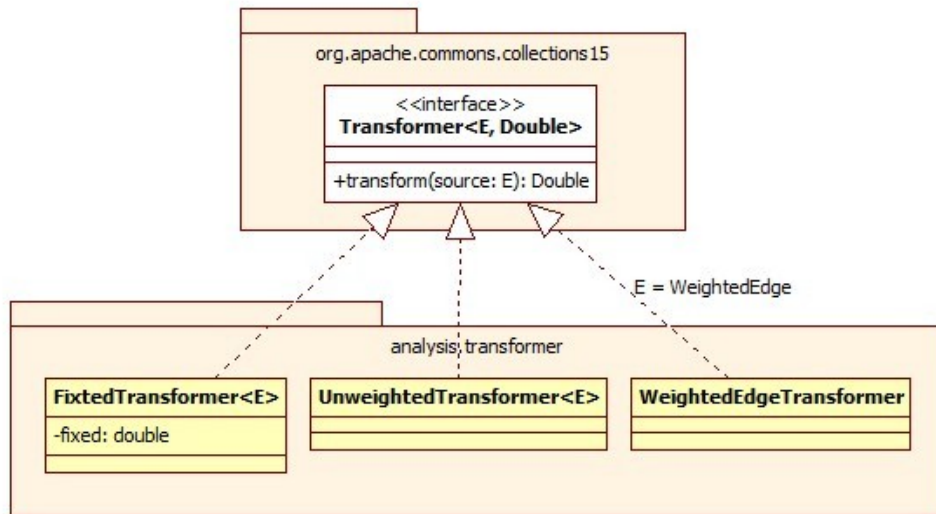 org.apache.commons.collections15
<<interface>>
Transformer<E, Double>
+transform(source: E): Double
E = WeightedEdge
analysis.transformer
FixtedTransformer<E>
-fixed: double
UnweightedTransformer<E>
WeightedEdgeTransformer